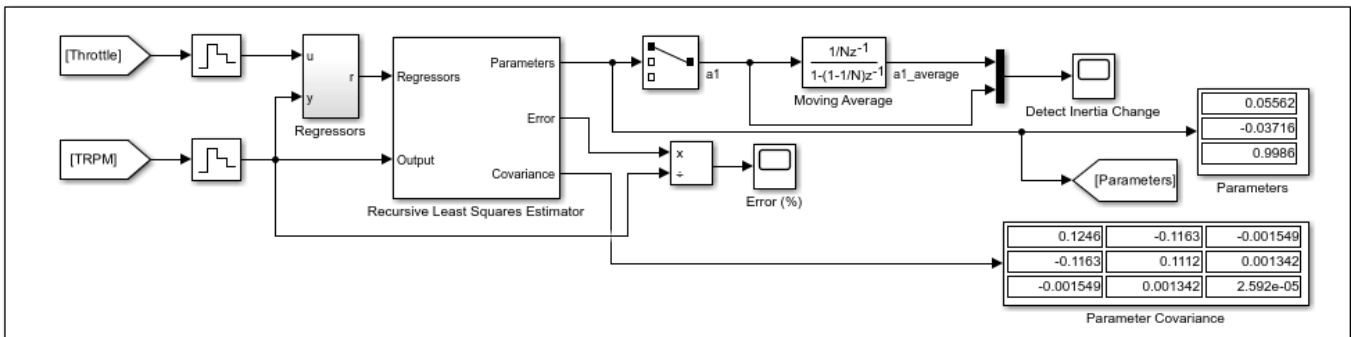 [Throttle]
u
y
r
Regressors
[TRPM]
Regressors
Output
Parameters
Error
Covariance
Recursive Least Squares Estimator
a1
1/Nz-1
1-(1-1/N)z-1
Moving Average
a1_average
Detect Inertia Change
x
÷
Error (%)
0.05562
-0.03716
0.9986
Parameters
[Parameters]
0.1246 -0.1163 -0.001549
-0.1163 0.1112 0.001342
-0.001549 0.001342 2.592e-05
Parameter Covariance